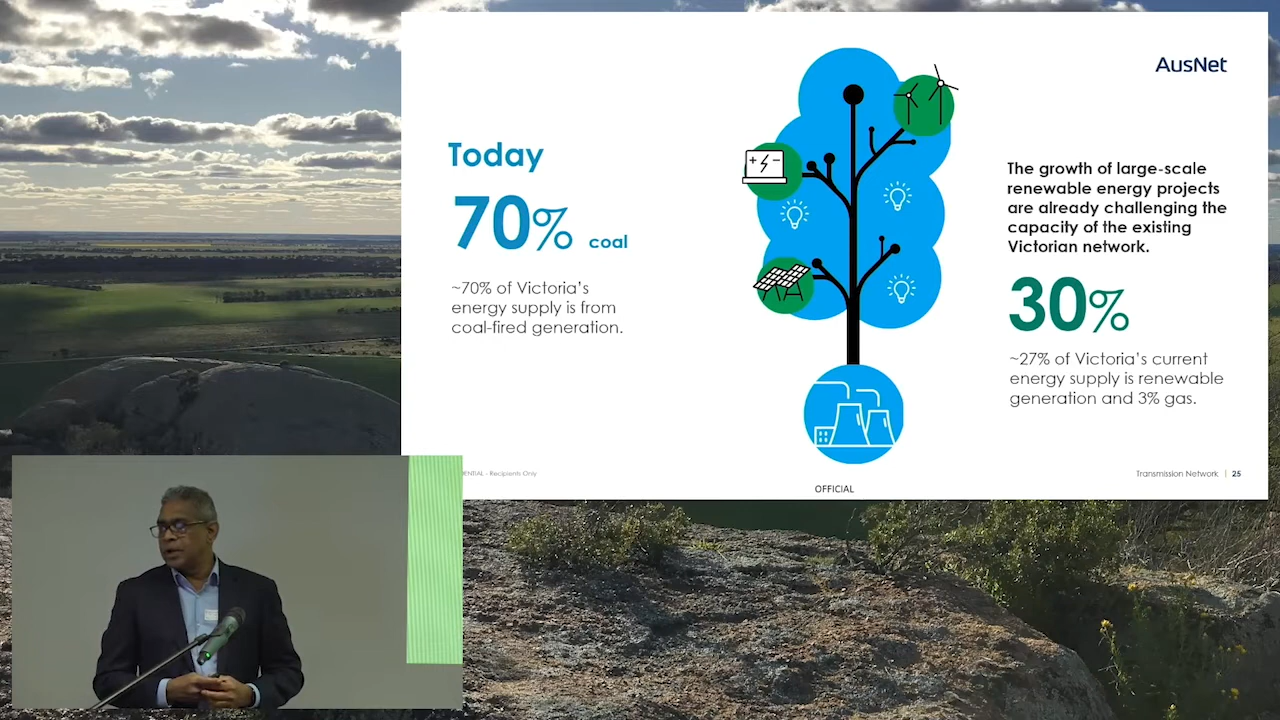 AusNet
Today
70% coal
~70% of Victoria's
energy supply is from
coal-fired generation.
The growth of large-scale
renewable energy projects
are already challenging the
capacity of the existing
Victorian network.
30%
~27% of Victoria's current
energy supply is renewable
generation and 3% gas.
- Recipients Only
Transmission Network | 25
OFFICIAL